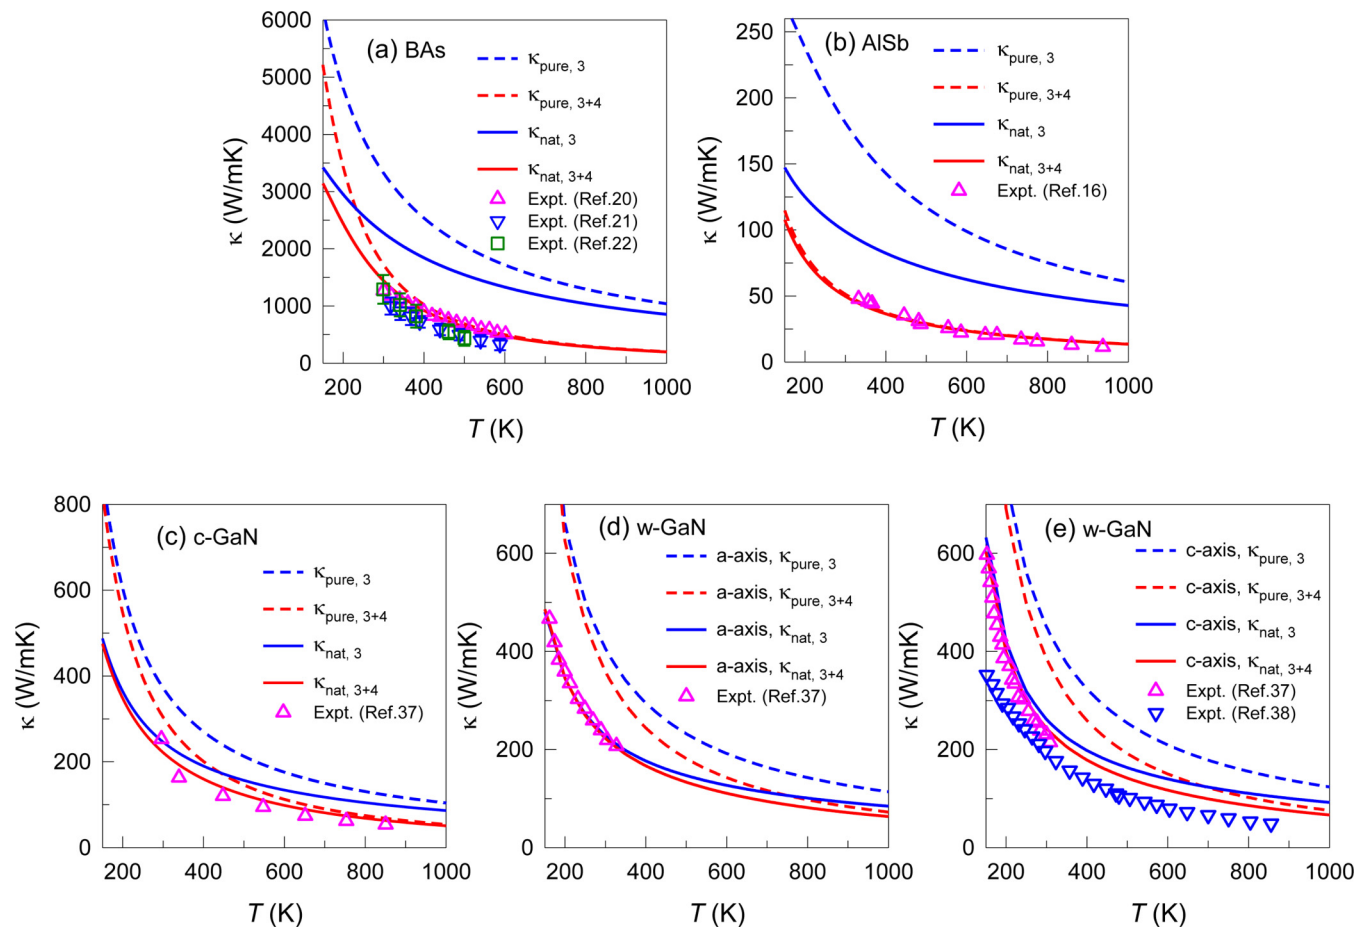 (a) BAs
κpure, 3
κpure, 3+4
κnat, 3
κnat, 3+4
Expt. (Ref.20)
Expt. (Ref.21)
Expt. (Ref.22)
6000
5000
4000
3000
2000
1000
0
κ (W/mK)
200 400 600 800 1000
T (K)
(b) AlSb
κpure, 3
κpure, 3+4
κnat, 3
κnat, 3+4
Expt. (Ref.16)
250
200
150
100
50
0
κ (W/mK)
200 400 600 800 1000
T (K)
(c) c-GaN
κpure, 3
κpure, 3+4
κnat, 3
κnat, 3+4
Expt. (Ref.37)
800
600
400
200
0
κ (W/mK)
200 400 600 800 1000
T (K)
(d) w-GaN
a-axis, κpure, 3
a-axis, κpure, 3+4
a-axis, κnat, 3
a-axis, κnat, 3+4
Expt. (Ref.37)
600
400
200
0
κ (W/mK)
200 400 600 800 1000
T (K)
(e) w-GaN
c-axis, κpure, 3
c-axis, κpure, 3+4
c-axis, κnat, 3
c-axis, κnat, 3+4
Expt. (Ref.37)
Expt. (Ref.38)
600
400
200
0
κ (W/mK)
200 400 600 800 1000
T (K)